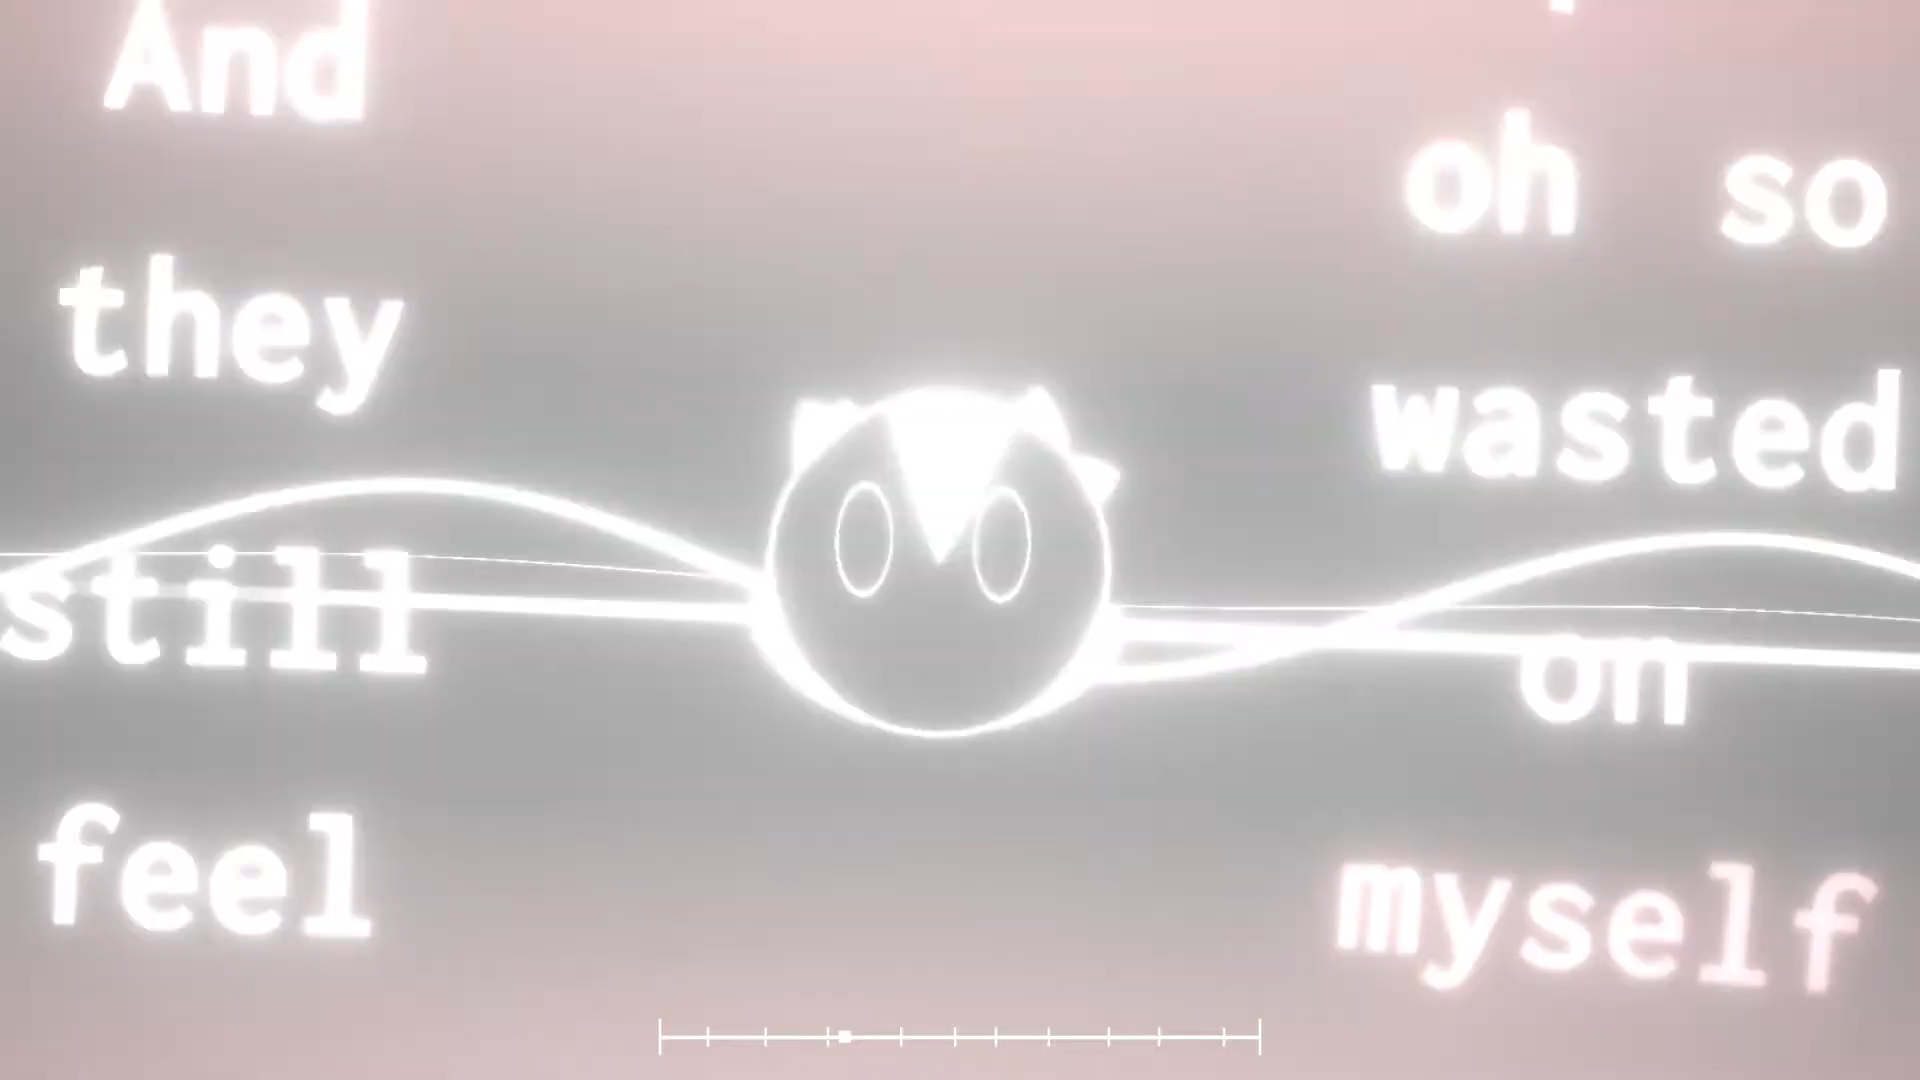 And
they
still
feel
oh so
wasted
on
myself